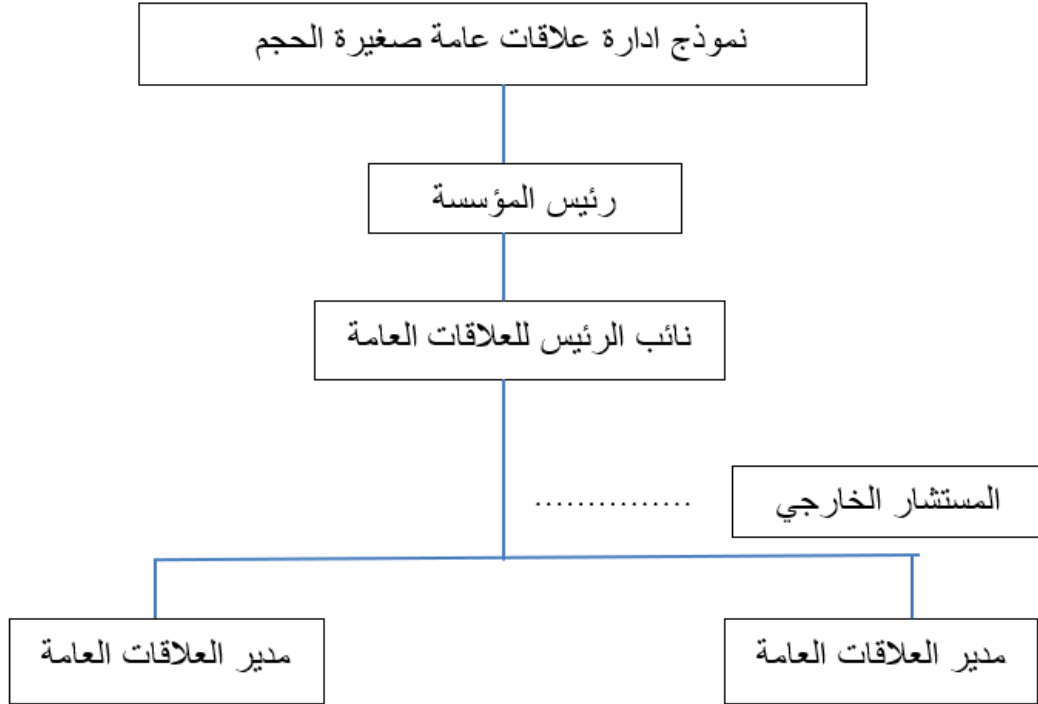 نموذج ادارة علاقات عامة صغيرة الحجم
رئيس المؤسسة
نائب الرئيس للعلاقات العامة
المستشار الخارجي
...............
مدير العلاقات العامة
مدير العلاقات العامة